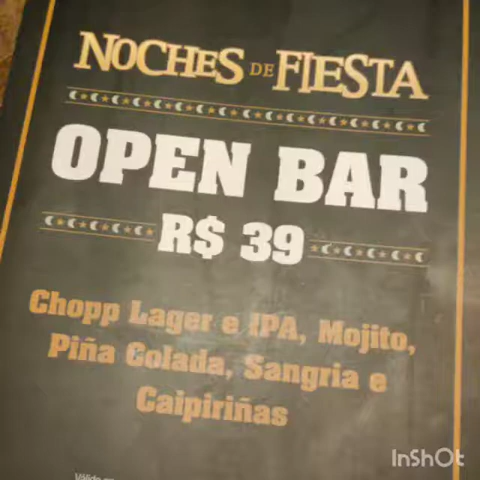 NOCHES DE FIESTA
OPEN BAR
R$ 39
Chopp Lager e IPA, Mojito,
Piña Colada, Sangria e
Caipiriñas
InShOt